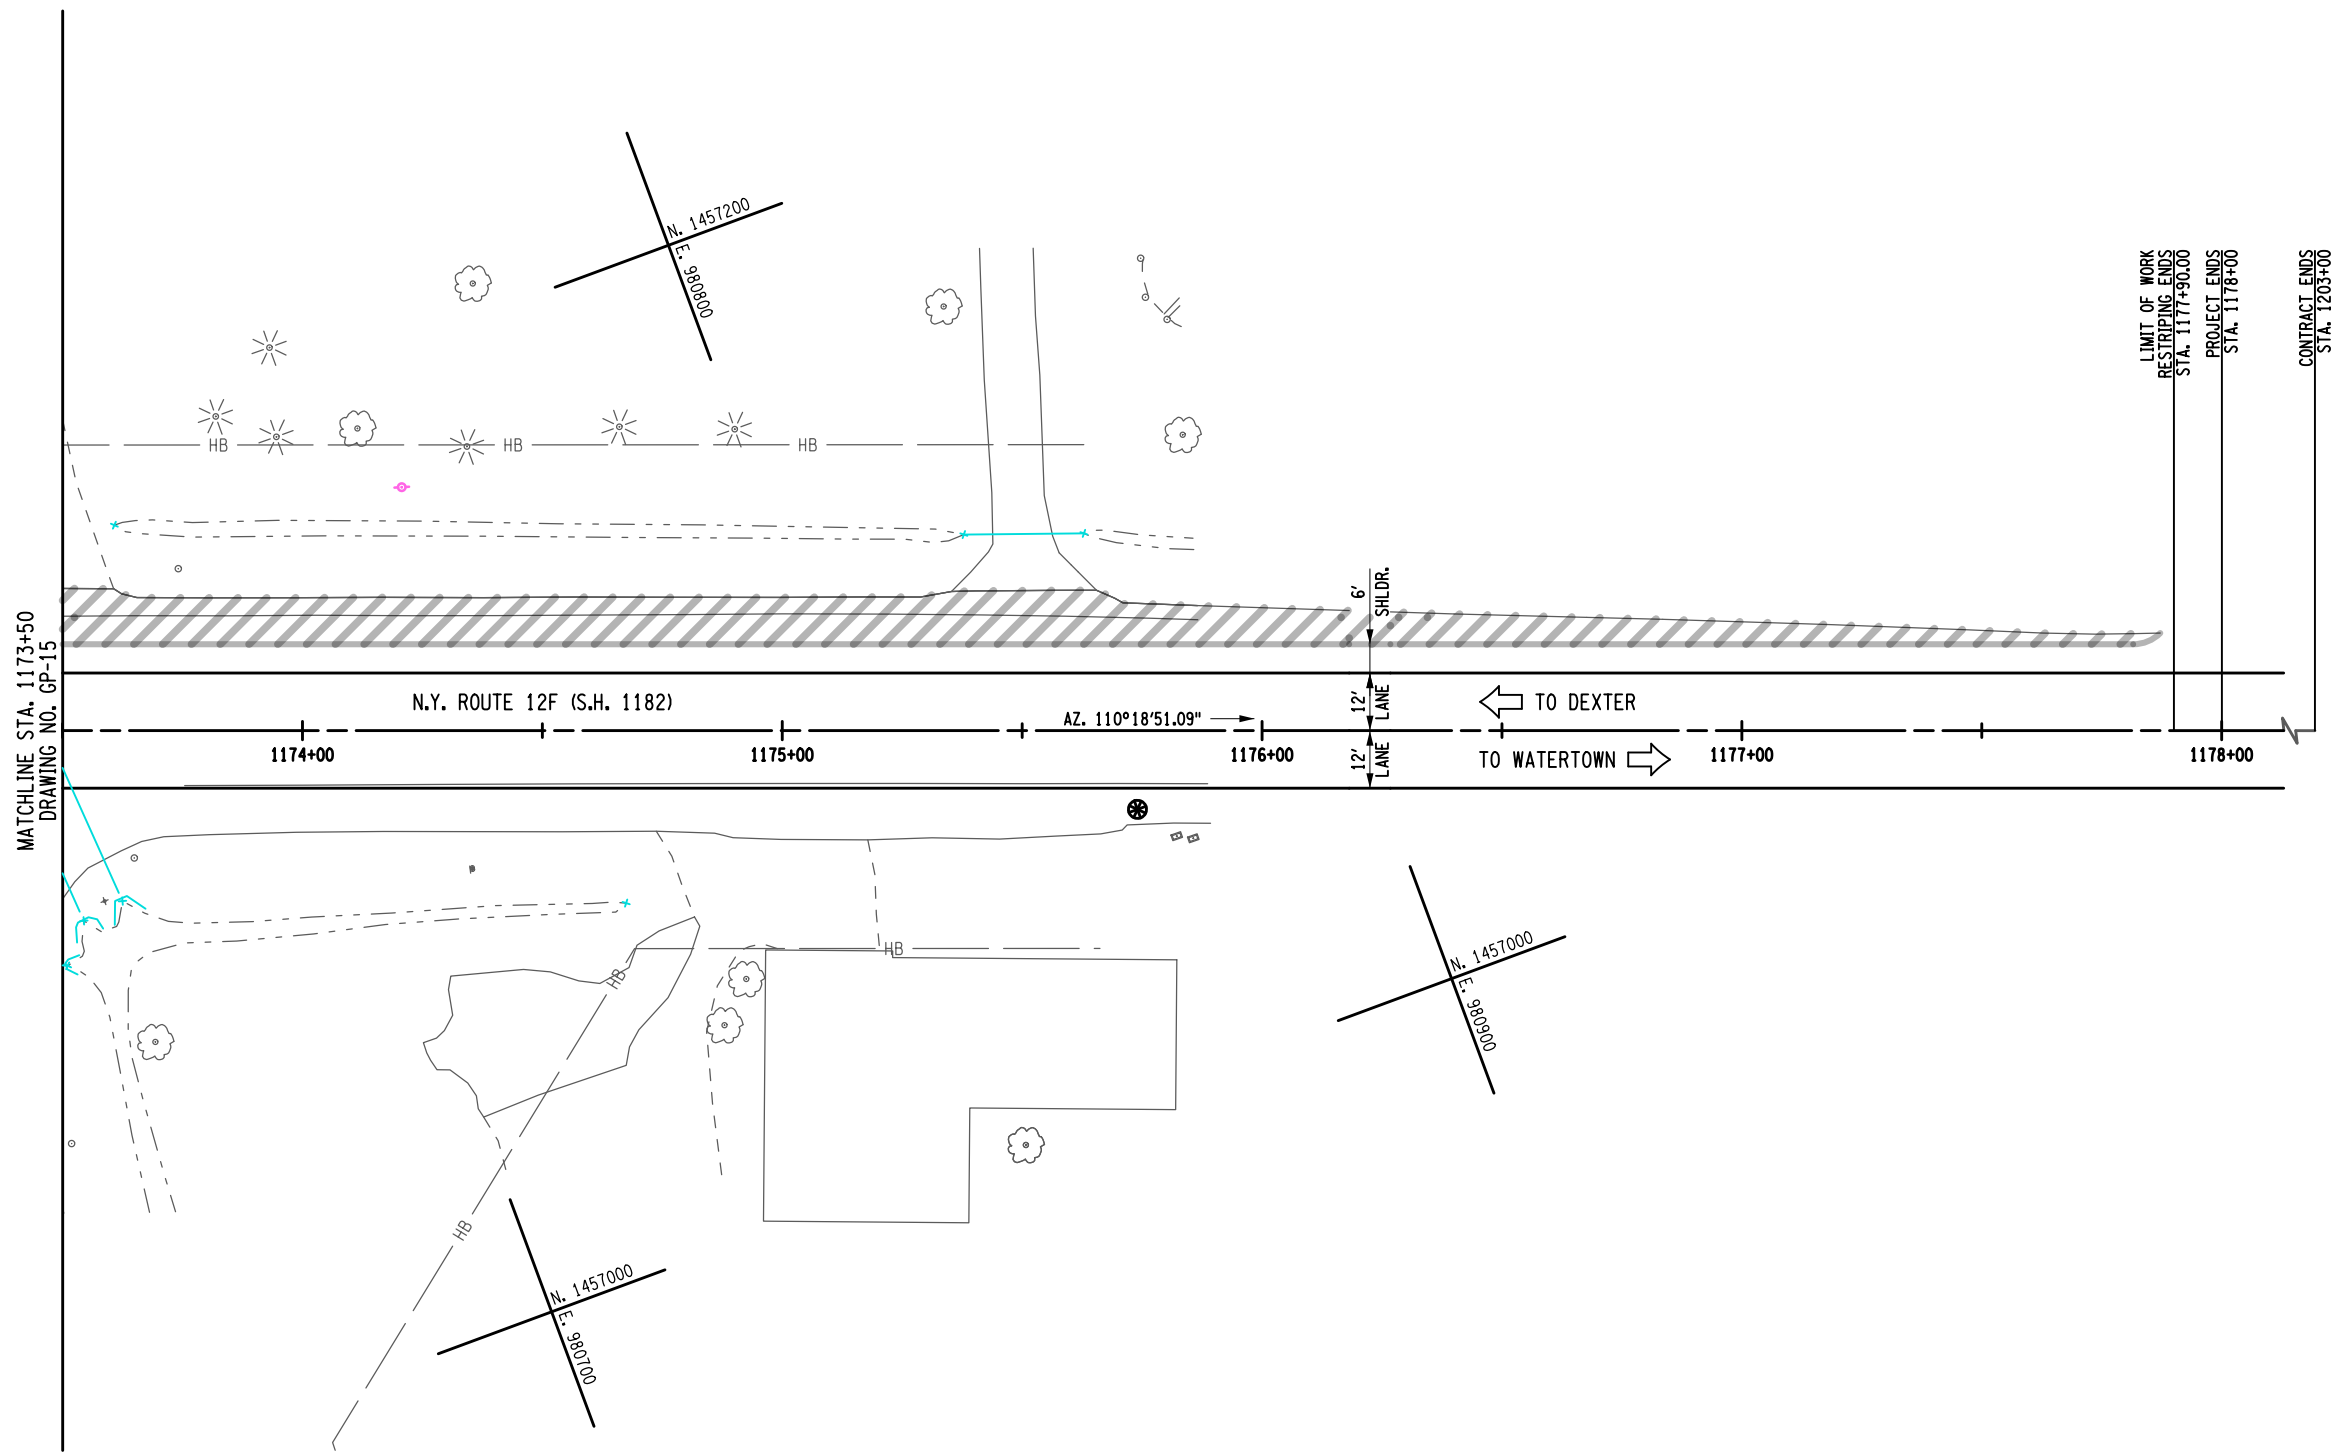 N. 1457200
E. 980800
LIMIT OF WORK
RESTRIPING ENDS
STA. 1177+90.00
PROJECT ENDS
STA. 1178+00
CONTRACT ENDS
STA. 1203+00
HB
HB
HB
6'
SHLDR.
MATCHLINE STA. 1173+50
DRAWING NO. GP-15
N.Y. ROUTE 12F (S.H. 1182)
12'
LANE
TO DEXTER
AZ. 110°18'51.09"
1174+00
1175+00
1176+00
1177+00
1178+00
12'
LANE
TO WATERTOWN
HB
HB
HB
N. 1457000
E. 980900
N. 1457000
E. 980700